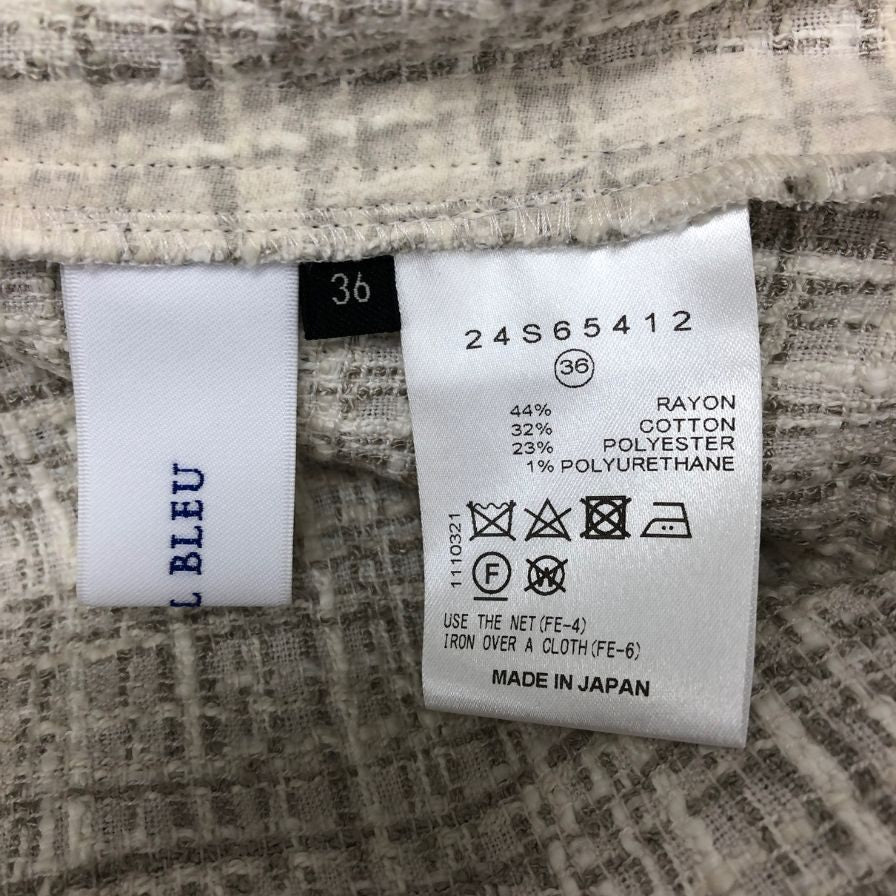 L BLEU
36
24S65412
36
44% RAYON
32% COTTON
23% POLYESTER
1% POLYURETHANE
1110321
F
W
USE THE NET(FE-4)
IRON OVER A CLOTH(FE-6)
MADE IN JAPAN